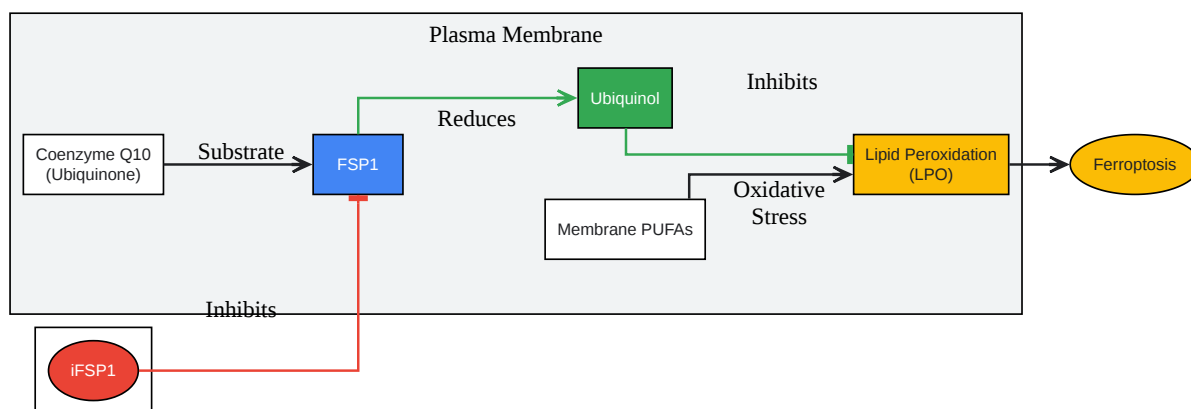 Plasma Membrane
Inhibits
Ubiquinol
Reduces
Coenzyme Q10
(Ubiquinone)
Substrate
FSP1
Lipid Peroxidation
(LPO)
Ferroptosis
Oxidative
Stress
Membrane PUFAs
Inhibits
iFSP1